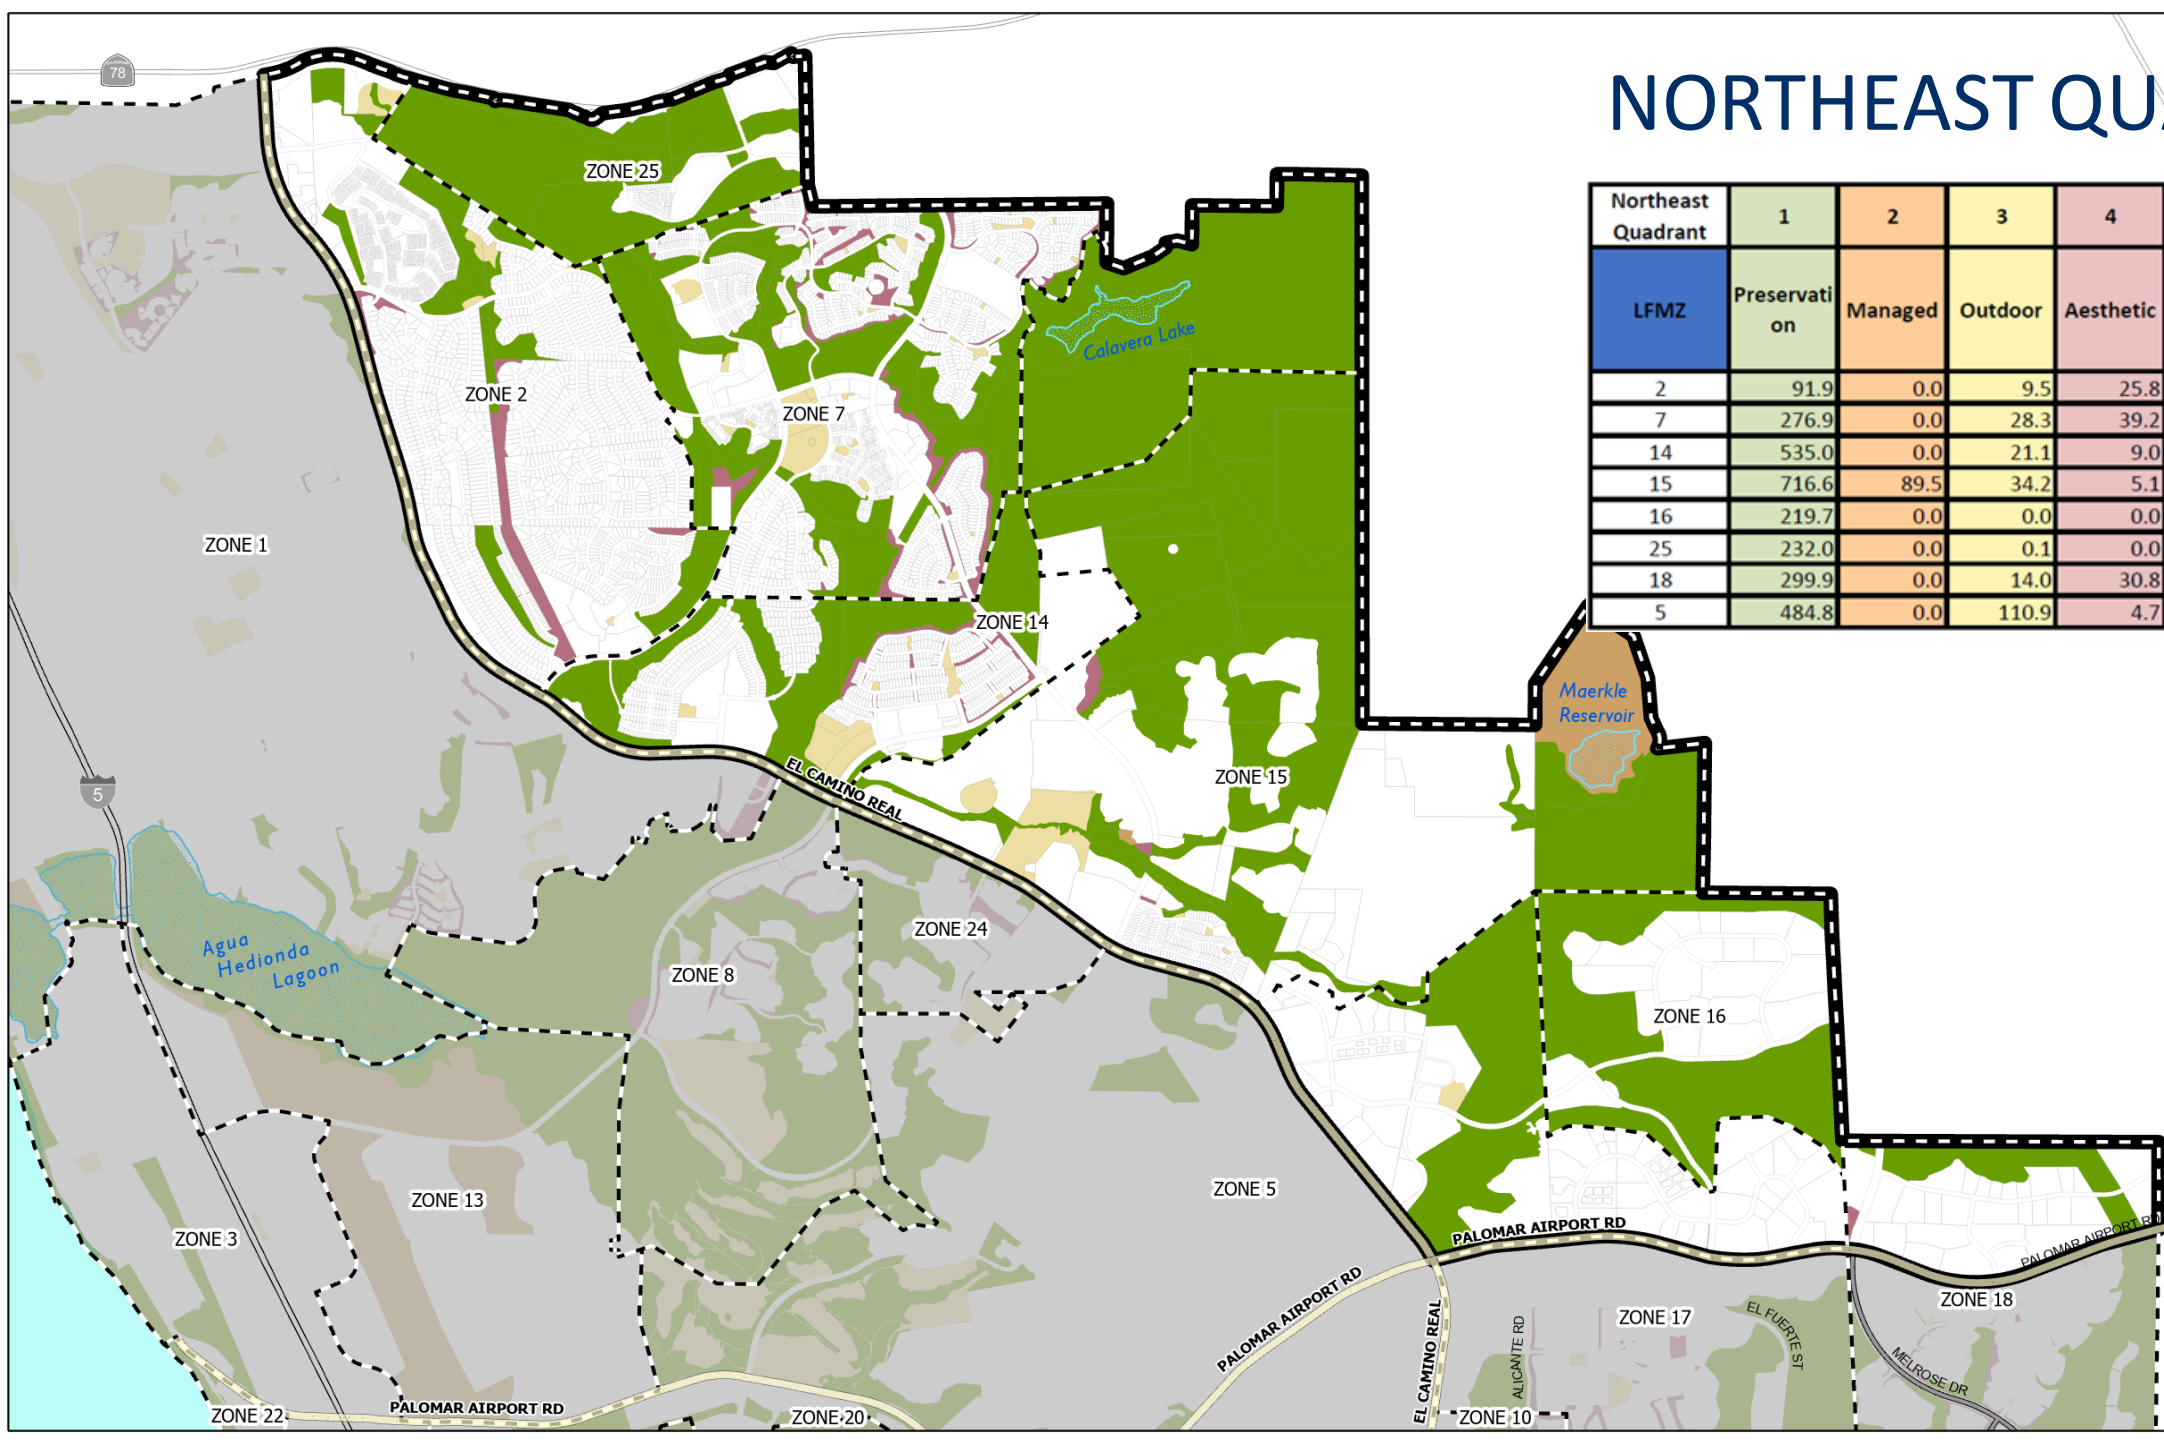 NORTHEAST QUA
78
Northeast Quadrant 1 2 3 4
LFMZ Preservati on Managed Outdoor Aesthetic
2 91.9 0.0 9.5 25.8
7 276.9 0.0 28.3 39.2
14 535.0 0.0 21.1 9.0
15 716.6 89.5 34.2 5.1
16 219.7 0.0 0.0 0.0
25 232.0 0.0 0.1 0.0
18 299.9 0.0 14.0 30.8
5 484.8 0.0 110.9 4.7
ZONE 25
Calavera Lake
ZONE 2
ZONE 7
ZONE 1
ZONE 14
Maerkle
Reservoir
ZONE 15
EL CAMINO REAL
5
ZONE 24
Agua
Hedionda
Lagoon
ZONE 8
ZONE 16
ZONE 5
ZONE 13
ZONE 3
PALOMAR AIRPORT RD
PALOMAR AIRPORT RD
PALOMAR AIRPORT RD
ZONE 18
ZONE 17
EL FUERTE ST
ALICANTE RD
EL CAMINO REAL
MELROSE DR
PALOMAR AIRPORT RD
ZONE 22
ZONE 20
ZONE 10